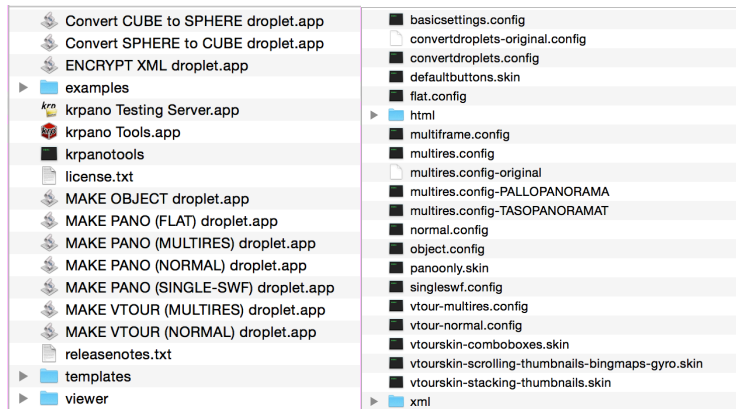 Convert CUBE to SPHERE droplet.app
Convert SPHERE to CUBE droplet.app
ENCRYPT XML droplet.app
examples
krpano Testing Server.app
krpano Tools.app
krpanotools
license.txt
MAKE OBJECT droplet.app
MAKE PANO (FLAT) droplet.app
MAKE PANO (MULTIRES) droplet.app
MAKE PANO (NORMAL) droplet.app
MAKE PANO (SINGLE-SWF) droplet.app
MAKE VTOUR (MULTIRES) droplet.app
MAKE VTOUR (NORMAL) droplet.app
releasenotes.txt
templates
viewer
basicsettings.config
convertdroplets-original.config
convertdroplets.config
defaultbuttons.skin
flat.config
html
multiframe.config
multires.config
multires.config-original
multires.config-PALLOPANORAMA
multires.config-TASOPANORAMAT
normal.config
object.config
panoonly.skin
singleswf.config
vtour-multires.config
vtour-normal.config
vtourskin-comboboxes.skin
vtourskin-scrolling-thumbnails-bingmaps-gyro.skin
vtourskin-stacking-thumbnails.skin
xml